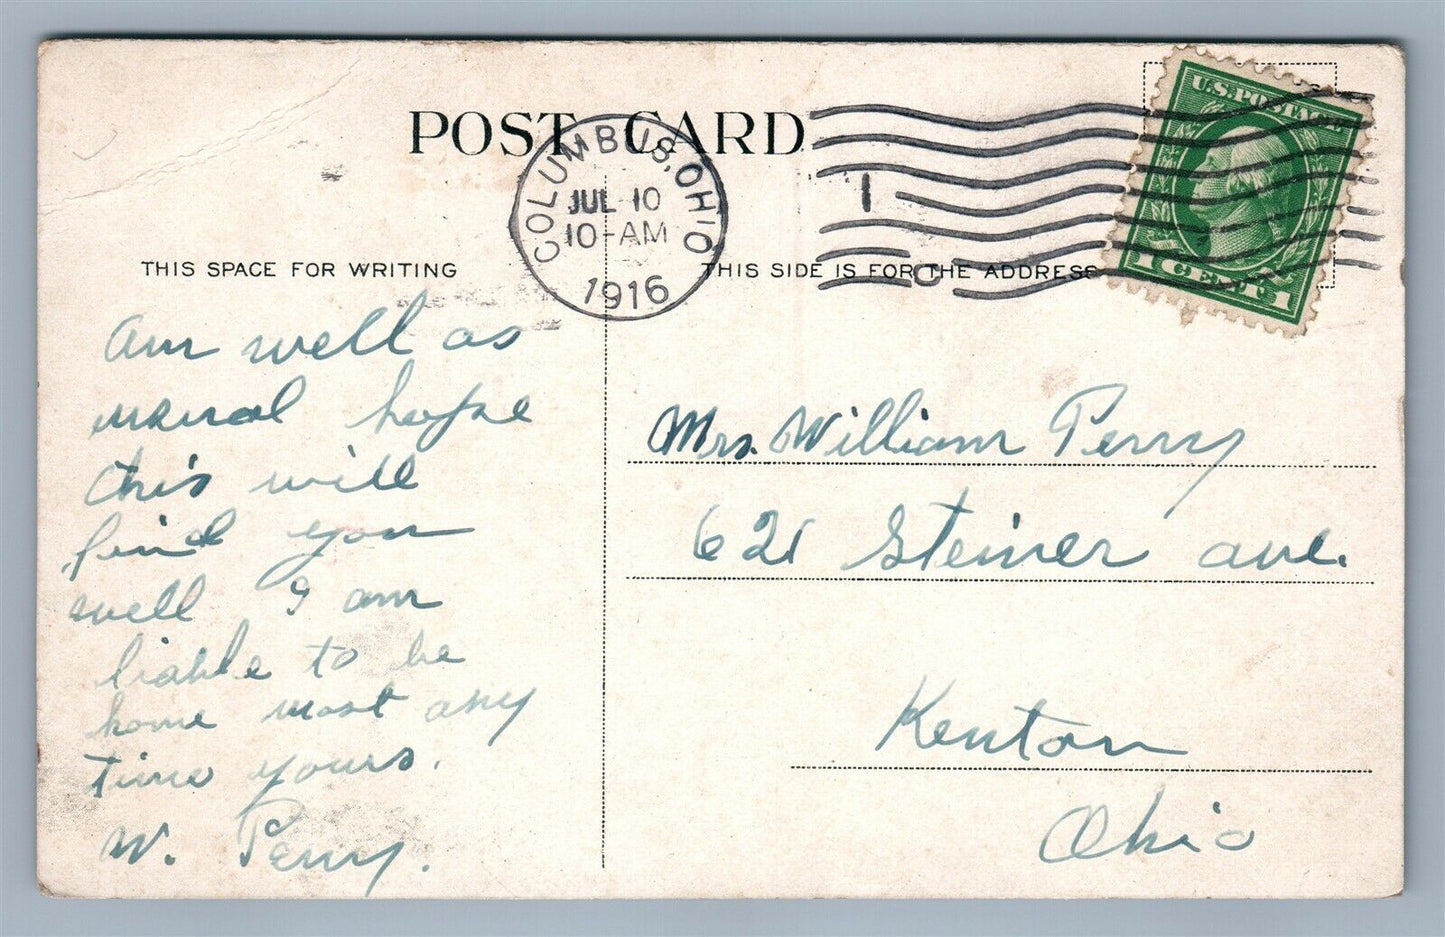 POST CARD
COLUMBUS, OHIO
JUL 10
10-AM
1916
1
U.S. POSTAGE
1 CENT 1
THIS SPACE FOR WRITING
THIS SIDE IS FOR THE ADDRESS
am well as
usual hope
this will
find you
well I am
liable to be
home most any
time yours.
W. Perry.
Mrs. William Perry
621 Steiner ave.
Kenton
Ohio